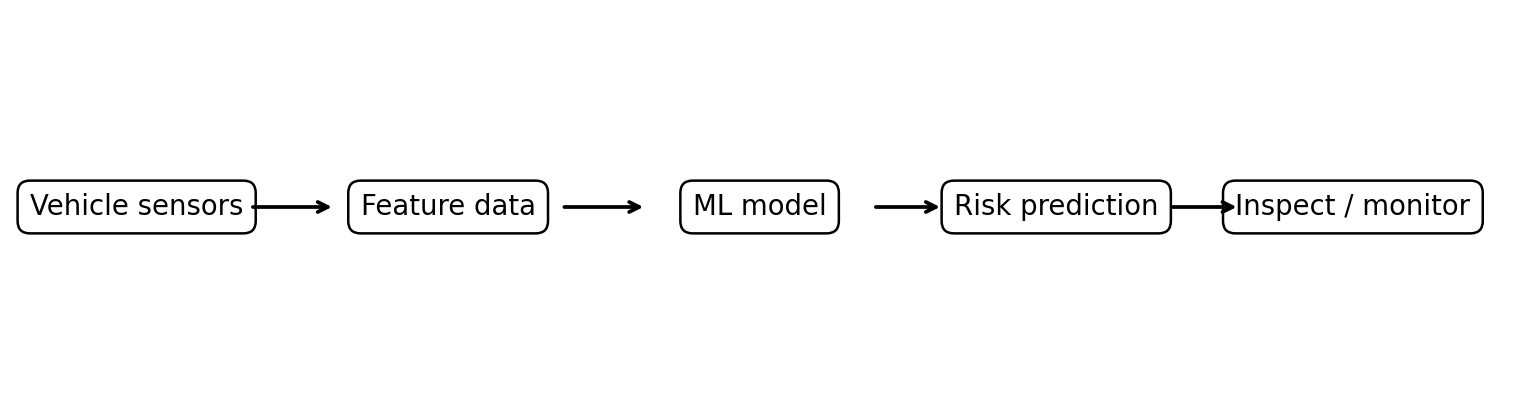 Vehicle sensors
Feature data
ML model
Risk prediction
Inspect / monitor